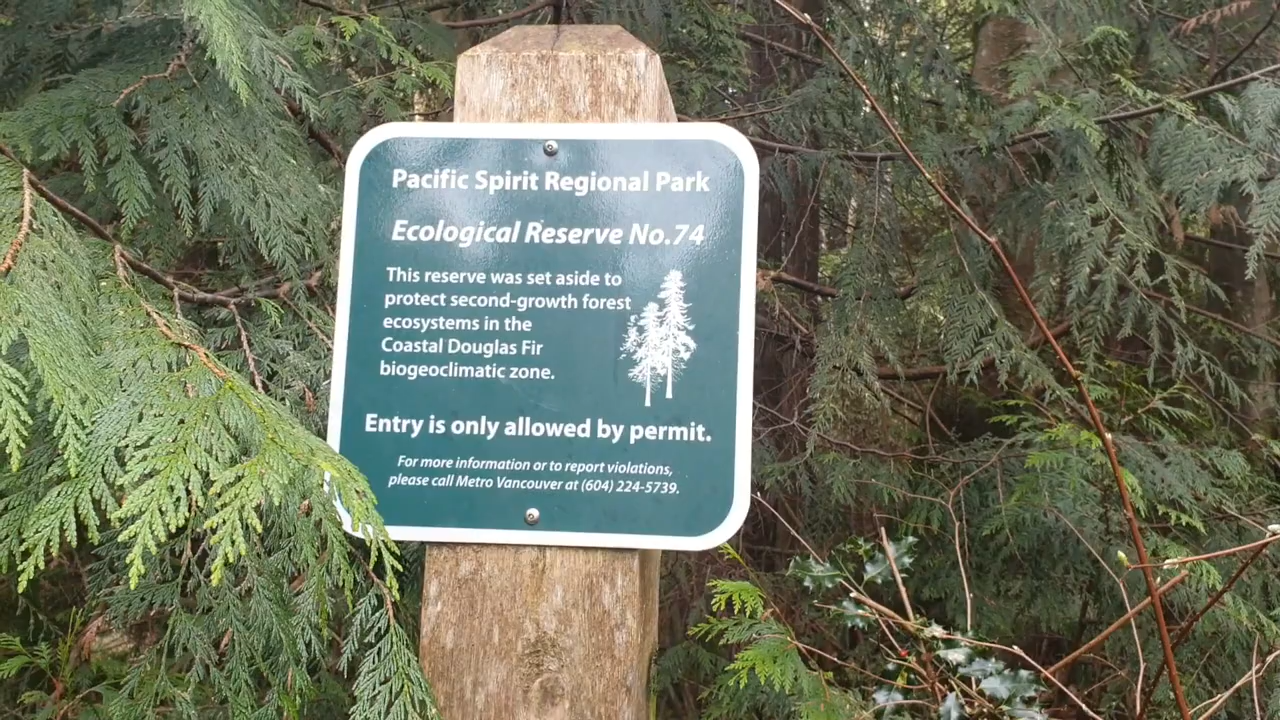 Pacific Spirit Regional Park
Ecological Reserve No.74
This reserve was set aside to
protect second-growth forest
ecosystems in the
Coastal Douglas Fir
biogeoclimatic zone.
Entry is only allowed by permit.
For more information or to report violations,
please call Metro Vancouver at (604) 224-5739.